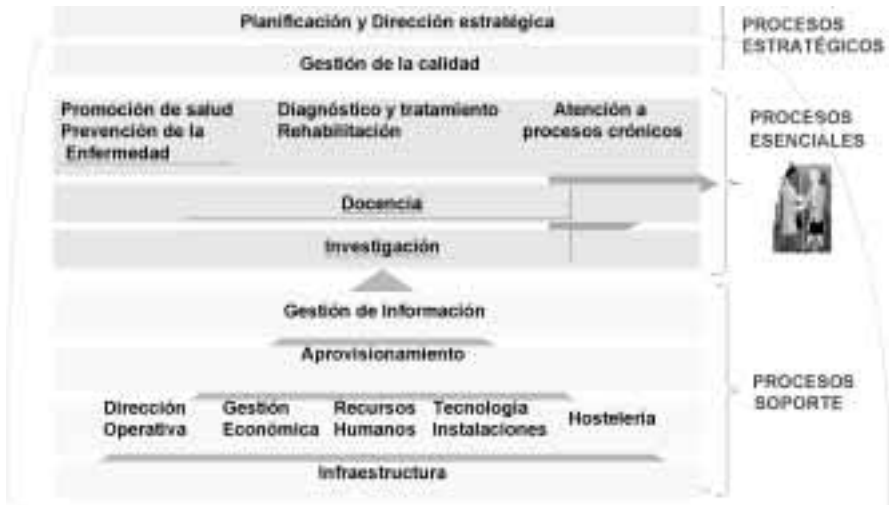 Planificación y Dirección estratégica
PROCESOS
ESTRATÉGICOS
Gestión de la calidad
Promoción de salud
Prevención de la
Enfermedad
Diagnóstico y tratamiento
Rehabilitación
Atención a
procesos crónicos
PROCESOS
ESENCIALES
Docencia
Investigación
Gestión de Información
Aprovisionamiento
PROCESOS
SOPORTE
Dirección
Operativa
Gestión
Económica
Recursos
Humanos
Tecnología
Instalaciones
Hostelería
Infraestructura